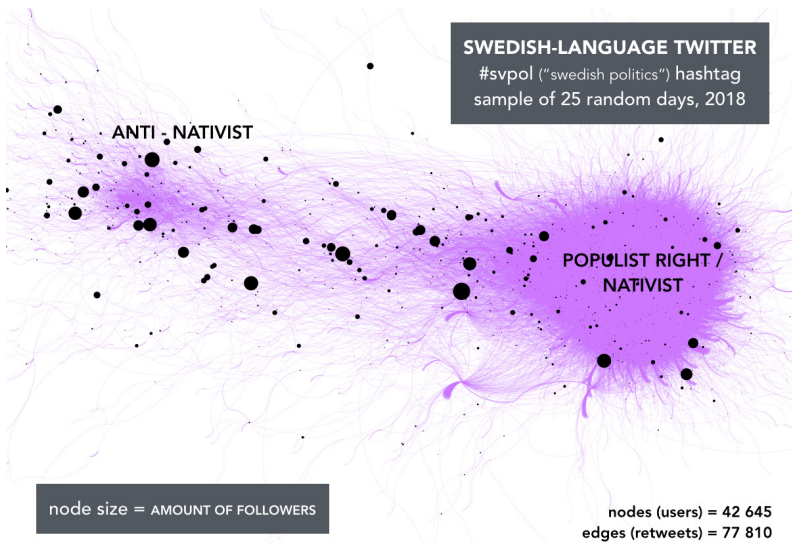 SWEDISH-LANGUAGE TWITTER
#svpol ("swedish politics") hashtag
sample of 25 random days, 2018
ANTI - NATIVIST
POPULIST RIGHT /
NATIVIST
node size = AMOUNT OF FOLLOWERS
nodes (users) = 42 645
edges (retweets) = 77 810